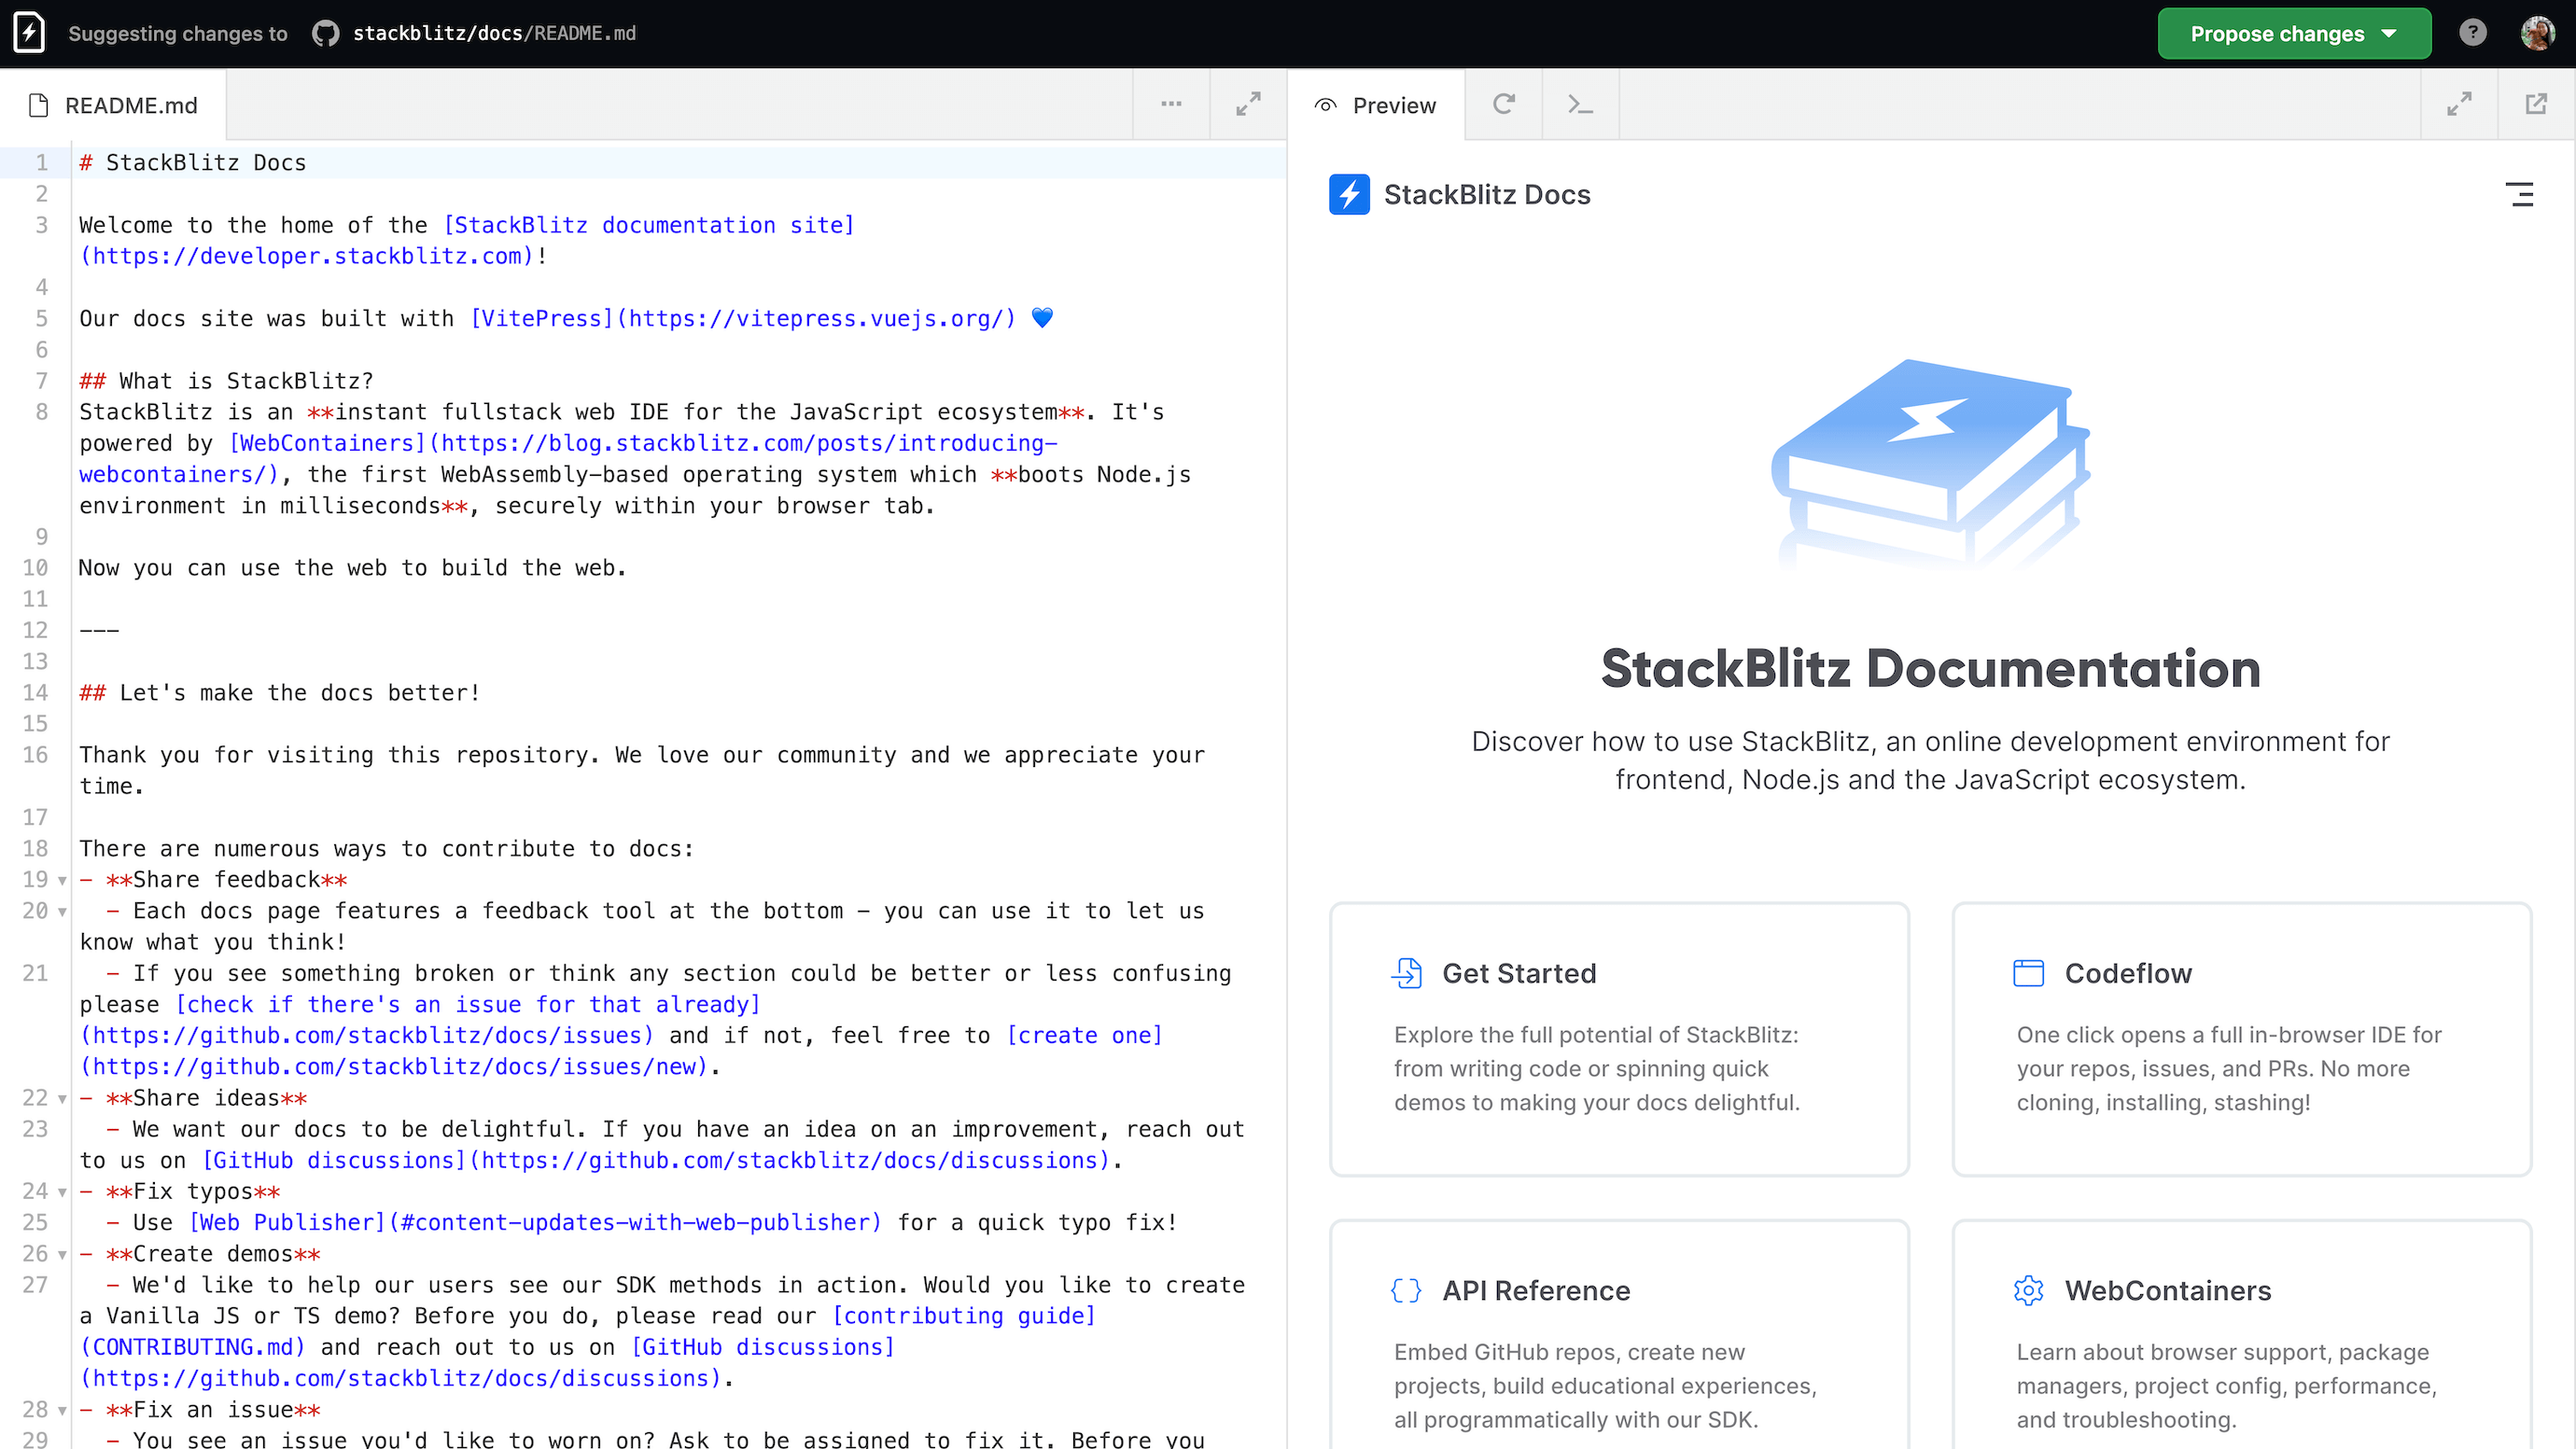 Suggesting changes to stackblitz/docs/README.md
Propose changes
?
README.md
...
1 # StackBlitz Docs
2
3 Welcome to the home of the [StackBlitz documentation site]
(https://developer.stackblitz.com)!
4
5 Our docs site was built with [VitePress](https://vitepress.vuejs.org/) 💙
6
7 ## What is StackBlitz?
8 StackBlitz is an **instant fullstack web IDE for the JavaScript ecosystem**. It's
powered by [WebContainers](https://blog.stackblitz.com/posts/introducing-
webcontainers/), the first WebAssembly-based operating system which **boots Node.js
environment in milliseconds**, securely within your browser tab.
9
10 Now you can use the web to build the web.
11
12 ---
13
14 ## Let's make the docs better!
15
16 Thank you for visiting this repository. We love our community and we appreciate your
time.
17
18 There are numerous ways to contribute to docs:
19 - **Share feedback**
20 - Each docs page features a feedback tool at the bottom - you can use it to let us
know what you think!
21 - If you see something broken or think any section could be better or less confusing
please [check if there's an issue for that already]
(https://github.com/stackblitz/docs/issues) and if not, feel free to [create one]
(https://github.com/stackblitz/docs/issues/new).
22 - **Share ideas**
23 - We want our docs to be delightful. If you have an idea on an improvement, reach out
to us on [GitHub discussions](https://github.com/stackblitz/docs/discussions).
24 - **Fix typos**
25 - Use [Web Publisher](#content-updates-with-web-publisher) for a quick typo fix!
26 - **Create demos**
27 - We'd like to help our users see our SDK methods in action. Would you like to create
a Vanilla JS or TS demo? Before you do, please read our [contributing guide]
(CONTRIBUTING.md) and reach out to us on [GitHub discussions]
(https://github.com/stackblitz/docs/discussions).
28 - **Fix an issue**
29 - You see an issue you'd like to worn on? Ask to be assigned to fix it. Before you
Preview
StackBlitz Docs
StackBlitz Documentation
Discover how to use StackBlitz, an online development environment for
frontend, Node.js and the JavaScript ecosystem.
Get Started
Explore the full potential of StackBlitz:
from writing code or spinning quick
demos to making your docs delightful.
Codeflow
One click opens a full in-browser IDE for
your repos, issues, and PRs. No more
cloning, installing, stashing!
{} API Reference
Embed GitHub repos, create new
projects, build educational experiences,
all programmatically with our SDK.
WebContainers
Learn about browser support, package
managers, project config, performance,
and troubleshooting.